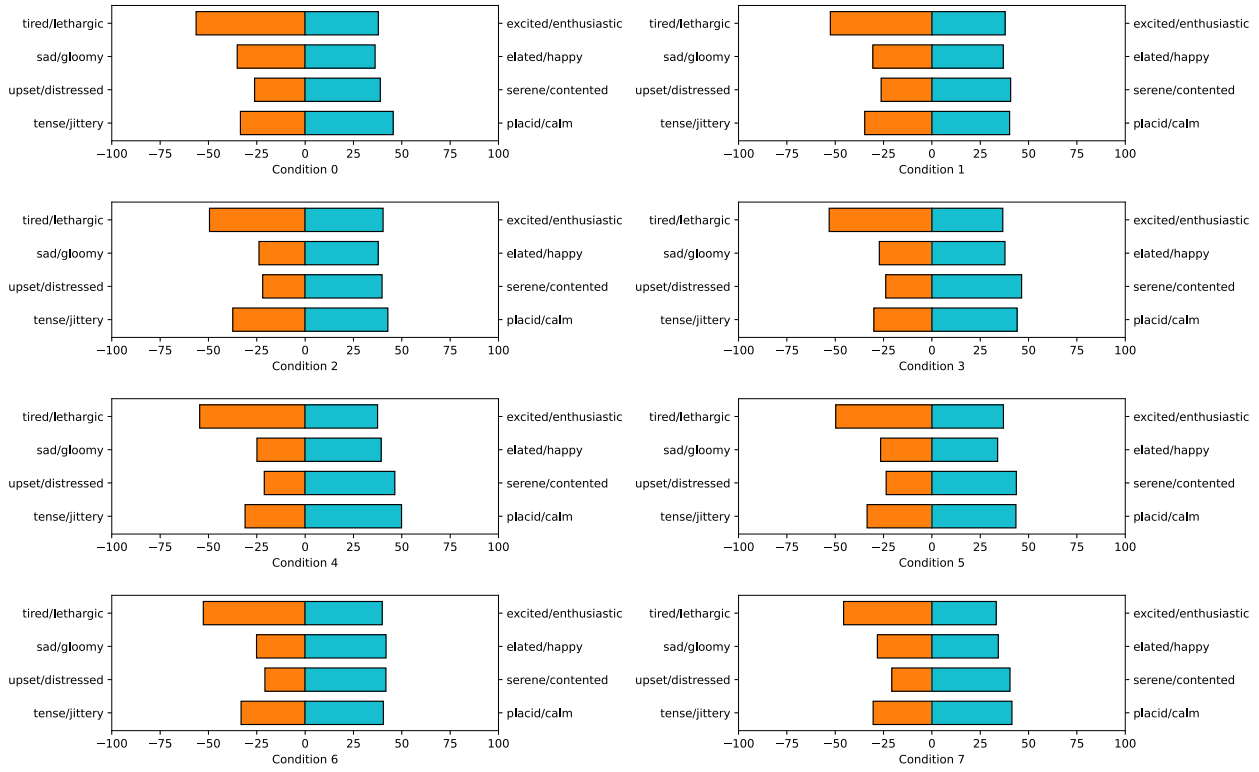 tired/lethargic excited/enthusiastic
sad/gloomy elated/happy
upset/distressed serene/contented
tense/jittery placid/calm
−100 −75 −50 −25 0 25 50 75 100
Condition 0
tired/lethargic excited/enthusiastic
sad/gloomy elated/happy
upset/distressed serene/contented
tense/jittery placid/calm
−100 −75 −50 −25 0 25 50 75 100
Condition 1
tired/lethargic excited/enthusiastic
sad/gloomy elated/happy
upset/distressed serene/contented
tense/jittery placid/calm
−100 −75 −50 −25 0 25 50 75 100
Condition 2
tired/lethargic excited/enthusiastic
sad/gloomy elated/happy
upset/distressed serene/contented
tense/jittery placid/calm
−100 −75 −50 −25 0 25 50 75 100
Condition 3
tired/lethargic excited/enthusiastic
sad/gloomy elated/happy
upset/distressed serene/contented
tense/jittery placid/calm
−100 −75 −50 −25 0 25 50 75 100
Condition 4
tired/lethargic excited/enthusiastic
sad/gloomy elated/happy
upset/distressed serene/contented
tense/jittery placid/calm
−100 −75 −50 −25 0 25 50 75 100
Condition 5
tired/lethargic excited/enthusiastic
sad/gloomy elated/happy
upset/distressed serene/contented
tense/jittery placid/calm
−100 −75 −50 −25 0 25 50 75 100
Condition 6
tired/lethargic excited/enthusiastic
sad/gloomy elated/happy
upset/distressed serene/contented
tense/jittery placid/calm
−100 −75 −50 −25 0 25 50 75 100
Condition 7